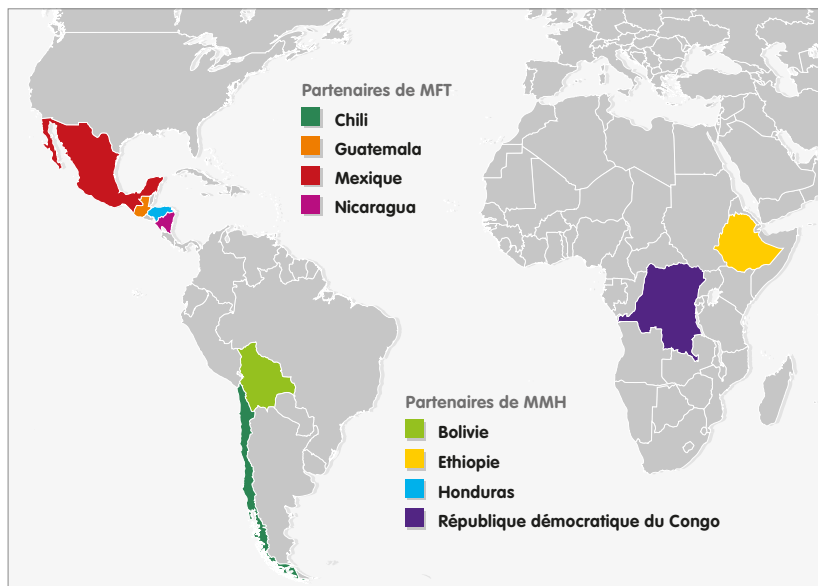 Partenaires de MFT
Chili
Guatemala
Mexique
Nicaragua
Partenaires de MMH
Bolivie
Ethiopie
Honduras
République démocratique du Congo